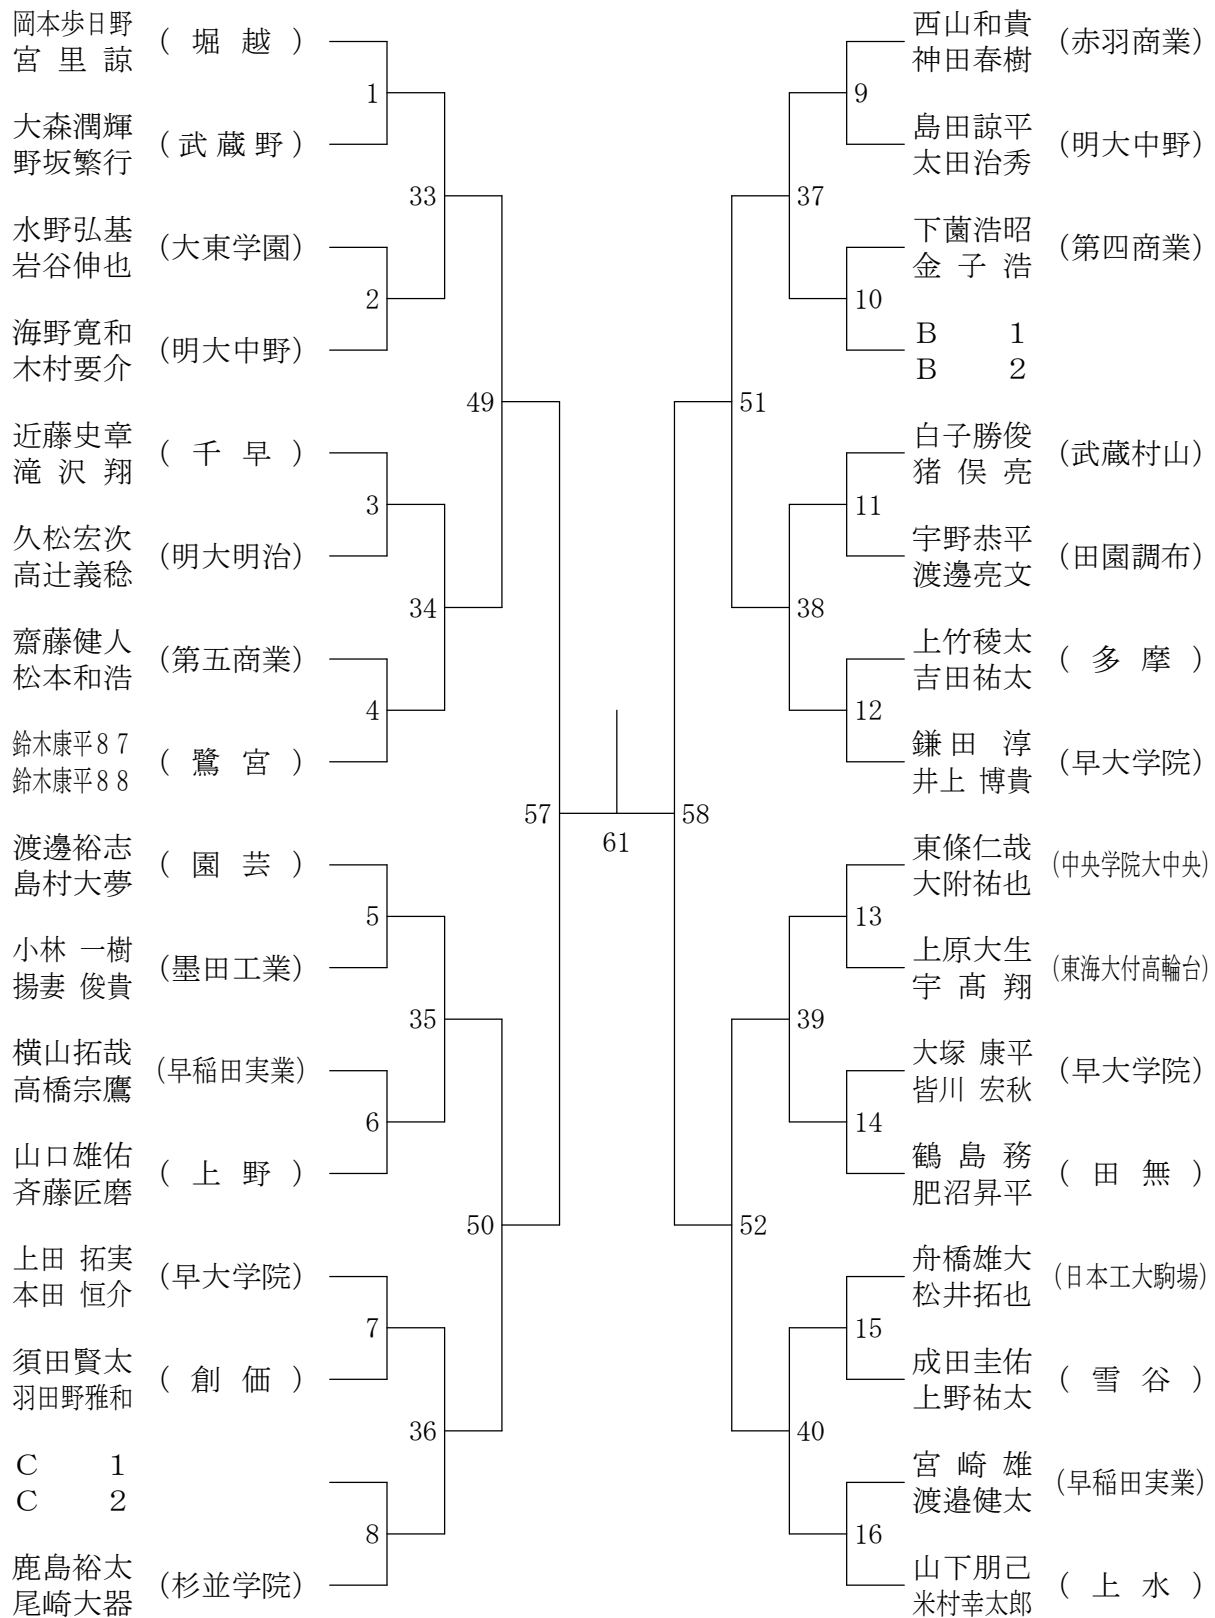 岡本歩日野
宮里諒
(堀越)
1
大森潤輝
野坂繁行
(武蔵野)
33
水野弘基
岩谷伸也
(大東学園)
2
海野寛和
木村要介
(明大中野)
49
近藤史章
滝沢翔
(千早)
3
久松宏次
高辻義稔
(明大明治)
34
齋藤健人
松本和浩
(第五商業)
4
鈴木康平87
鈴木康平88
(鷺宮)
57
渡邊裕志
島村大夢
(園芸)
5
小林 一樹
揚妻 俊貴
(墨田工業)
35
横山拓哉
高橋宗鷹
(早稲田実業)
6
山口雄佑
斉藤匠磨
(上野)
50
上田 拓実
本田 恒介
(早大学院)
7
須田賢太
羽田野雅和
(創価)
36
C 1
C 2
8
鹿島裕太
尾崎大器
(杉並学院)
61
西山和貴
神田春樹
(赤羽商業)
9
島田諒平
太田治秀
(明大中野)
37
下薗浩昭
金子浩
(第四商業)
10
B 1
B 2
51
白子勝俊
猪俣亮
(武蔵村山)
11
宇野恭平
渡邊亮文
(田園調布)
38
上竹稜太
吉田祐太
(多摩)
12
鎌田 淳
井上 博貴
(早大学院)
58
東條仁哉
大附祐也
(中央学院大中央)
13
上原大生
宇髙翔
(東海大付高輪台)
39
大塚 康平
皆川 宏秋
(早大学院)
14
鶴島務
肥沼昇平
(田無)
52
舟橋雄大
松井拓也
(日本工大駒場)
15
成田圭佑
上野祐太
(雪谷)
40
宮崎雄
渡邉健太
(早稲田実業)
16
山下朋己
米村幸太郎
(上水)